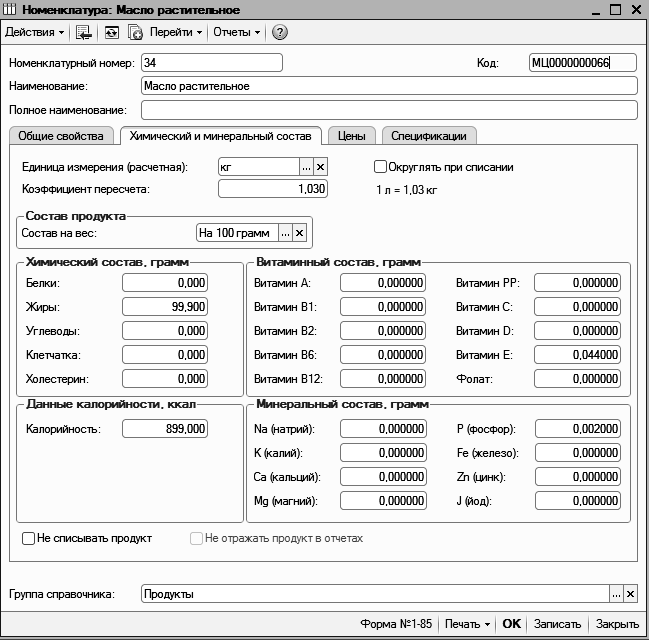 Номенклатура: Масло растительное
Действия Перейти Отчеты ?
Номенклатурный номер: 34 Код: МЦ0000000066
Наименование: Масло растительное
Полное наименование:
Общие свойства Химический и минеральный состав Цены Спецификации
Единица измерения (расчетная): кг ... × Округлять при списании
Коэффициент пересчета: 1,030 1 л = 1,03 кг
Состав продукта
Состав на вес: На 100 грамм ... ×
Химический состав, грамм Витаминный состав, грамм
Белки: 0,000 Витамин A: 0,000000 Витамин PP: 0,000000
Жиры: 99,900 Витамин B1: 0,000000 Витамин C: 0,000000
Углеводы: 0,000 Витамин B2: 0,000000 Витамин D: 0,000000
Клетчатка: 0,000 Витамин B6: 0,000000 Витамин E: 0,044000
Холестерин: 0,000 Витамин B12: 0,000000 Фолат: 0,000000
Данные калорийности, ккал Минеральный состав, грамм
Калорийность: 899,000 Na (натрий): 0,000000 P (фосфор): 0,002000
K (калий): 0,000000 Fe (железо): 0,000000
Ca (кальций): 0,000000 Zn (цинк): 0,000000
Mg (магний): 0,000000 J (йод): 0,000000
Не списывать продукт Не отражать продукт в отчетах
Группа справочника: Продукты ... ×
Форма №1-85 Печать OK Записать Закрыть